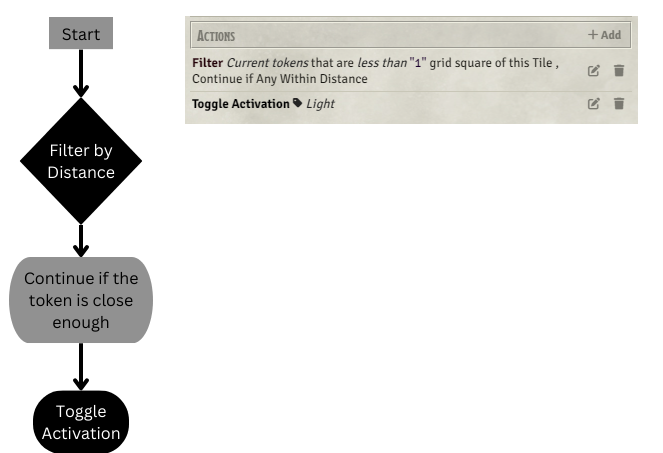 Start
Filter by
Distance
Continue if the
token is close
enough
Toggle
Activation
Actions
+ Add
Filter Current tokens that are less than "1" grid square of this Tile ,
Continue if Any Within Distance
Toggle Activation Light